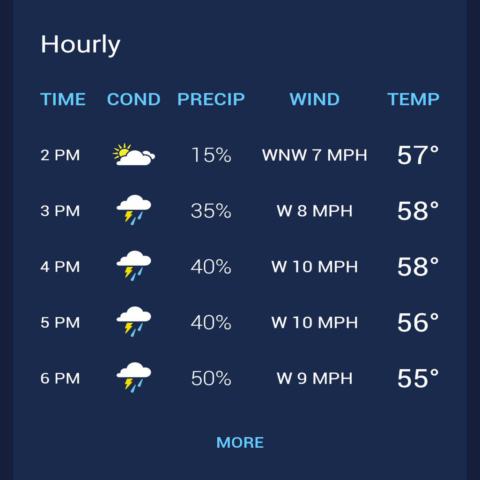 Hourly
TIME COND PRECIP WIND TEMP
2 PM 15% WNW 7 MPH 57°
3 PM 35% W 8 MPH 58°
4 PM 40% W 10 MPH 58°
5 PM 40% W 10 MPH 56°
6 PM 50% W 9 MPH 55°
MORE